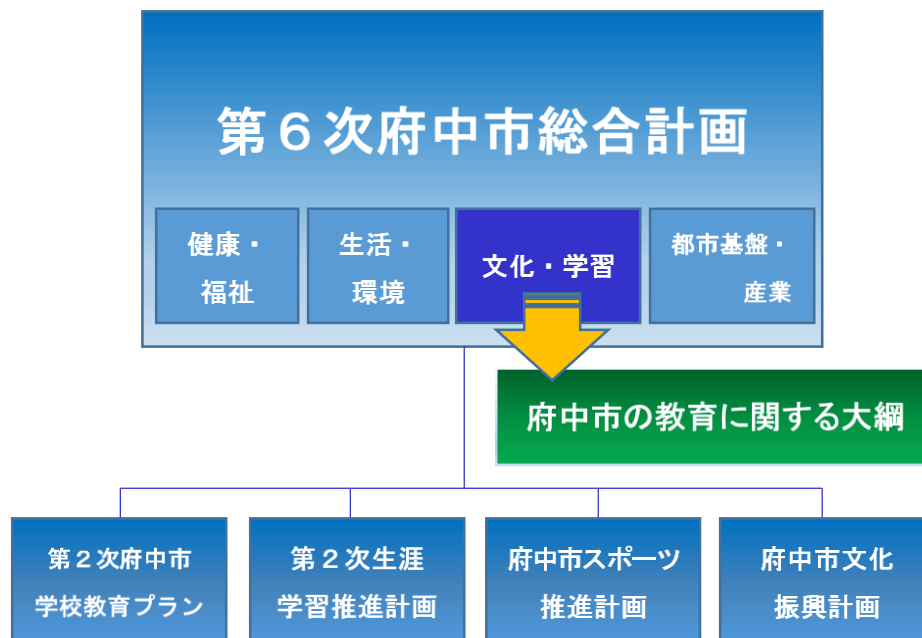 第６次府中市総合計画
健康・
福祉
生活・
環境
文化・学習
都市基盤・
産業
府中市の教育に関する大綱
第２次府中市
学校教育プラン
第２次生涯
学習推進計画
府中市スポーツ
推進計画
府中市文化
振興計画